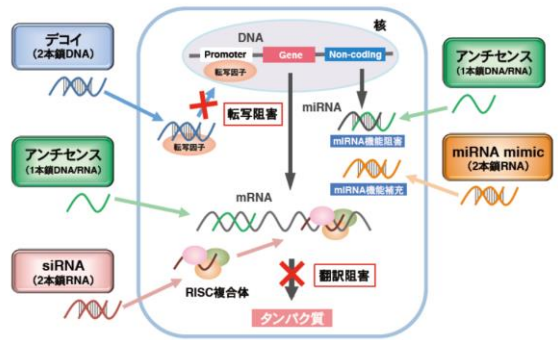 デコイ
(2本鎖DNA)
核
DNA
Promoter
Gene
Non-coding
転写因子
転写阻害
転写因子
miRNA
miRNA機能阻害
miRNA機能補充
アンチセンス
(1本鎖DNA/RNA)
miRNA mimic
(2本鎖RNA)
アンチセンス
(1本鎖DNA/RNA)
mRNA
siRNA
(2本鎖RNA)
RISC複合体
翻訳阻害
タンパク質